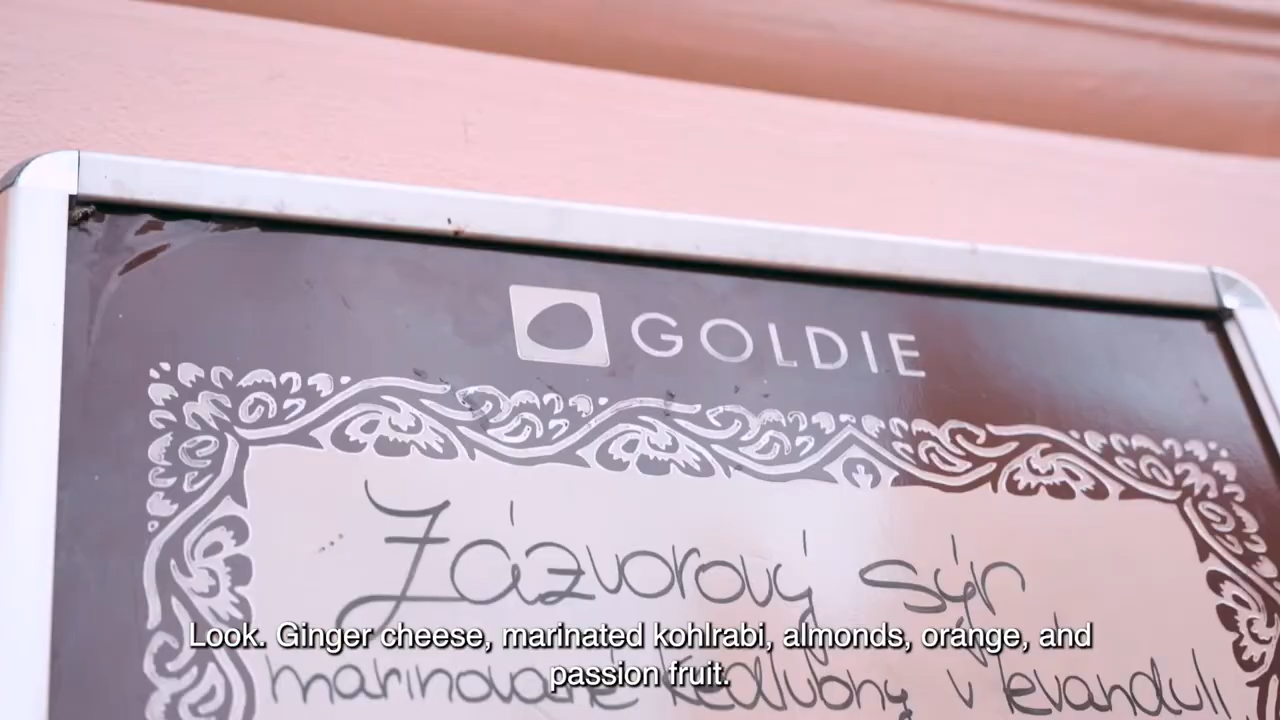 GOLDIE
Zázvorový sýr
marinované kedlubny v levanduli
Look. Ginger cheese, marinated kohlrabi, almonds, orange, and
passion fruit.